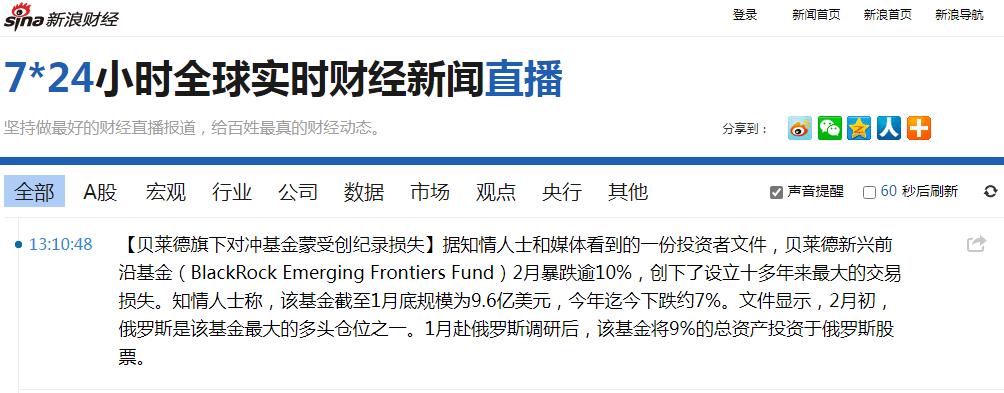 sina 新浪财经
登录 新闻首页 新浪首页 新浪导航
7*24小时全球实时财经新闻直播
坚持做最好的财经直播报道，给百姓最真的财经动态。
分享到：
全部 A股 宏观 行业 公司 数据 市场 观点 央行 其他 声音提醒 60 秒后刷新
13:10:48 【贝莱德旗下对冲基金蒙受创纪录损失】据知情人士和媒体看到的一份投资者文件，贝莱德新兴前
沿基金（BlackRock Emerging Frontiers Fund）2月暴跌逾10%，创下了设立十多年来最大的交易
损失。知情人士称，该基金截至1月底规模为9.6亿美元，今年迄今下跌约7%。文件显示，2月初，
俄罗斯是该基金最大的多头仓位之一。1月赴俄罗斯调研后，该基金将9%的总资产投资于俄罗斯股
票。